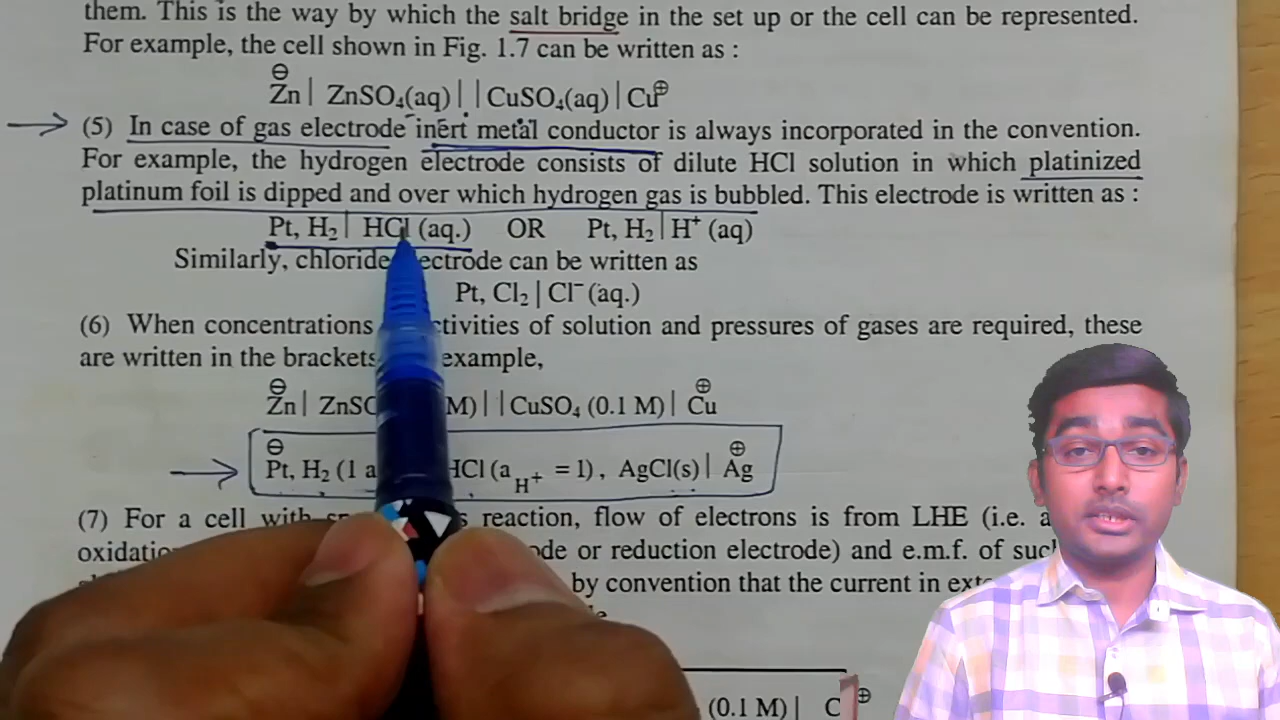 them. This is the way by which the salt bridge in the set up or the cell can be represented.
For example, the cell shown in Fig. 1.7 can be written as :
⊖ ⊕
Zn | ZnSO₄(aq) | | CuSO₄(aq) | Cu
(5) In case of gas electrode inert metal conductor is always incorporated in the convention.
For example, the hydrogen electrode consists of dilute HCl solution in which platinized
platinum foil is dipped and over which hydrogen gas is bubbled. This electrode is written as :
Pt, H₂ | HCl (aq.) OR Pt, H₂ | H⁺ (aq)
Similarly, chloride can be written as
Pt, Cl₂ | Cl⁻ (aq.)
(6) When concentrations of solution and pressures of gases are required, these
are written in the brackets example,
⊖ ⊕
Zn | M) | | CuSO₄ (0.1 M) | Cu
⊖ ⊕
Pt, H₂ (1 HCl (a H⁺ = 1), AgCl(s) | Ag
(7) For a cell with reaction, flow of electrons is from LHE (i.e.
or reduction electrode) and e.m.f. of
by convention that the current in
(0.1 M) | ⊕